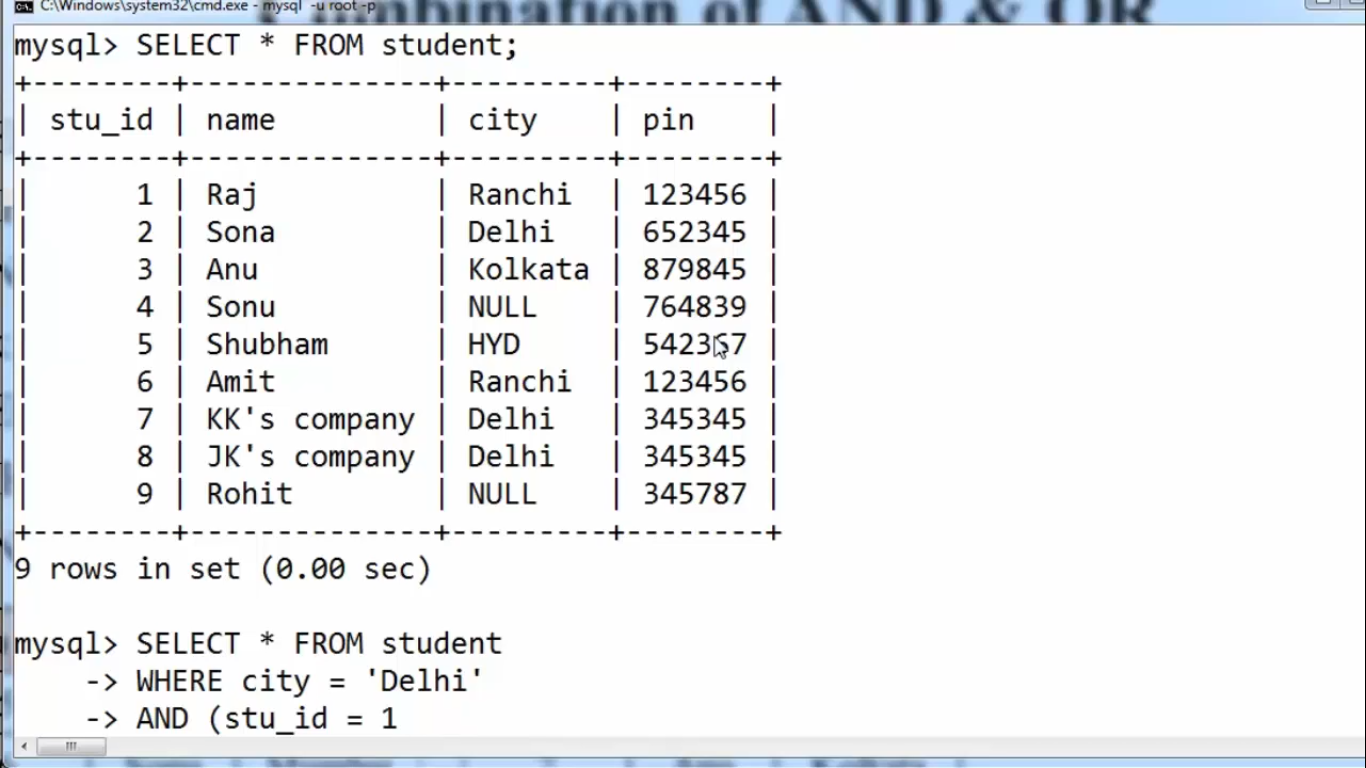 Combination of AND & OR
C:\Windows\system32\cmd.exe - mysql -u root -p
mysql> SELECT * FROM student;
+--------+--------------+---------+--------+
| stu_id | name         | city    | pin    |
+--------+--------------+---------+--------+
|      1 | Raj          | Ranchi  | 123456 |
|      2 | Sona         | Delhi   | 652345 |
|      3 | Anu          | Kolkata | 879845 |
|      4 | Sonu         | NULL    | 764839 |
|      5 | Shubham      | HYD     | 542367 |
|      6 | Amit         | Ranchi  | 123456 |
|      7 | KK's company | Delhi   | 345345 |
|      8 | JK's company | Delhi   | 345345 |
|      9 | Rohit        | NULL    | 345787 |
+--------+--------------+---------+--------+
9 rows in set (0.00 sec)
mysql> SELECT * FROM student
    -> WHERE city = 'Delhi'
    -> AND (stu_id = 1